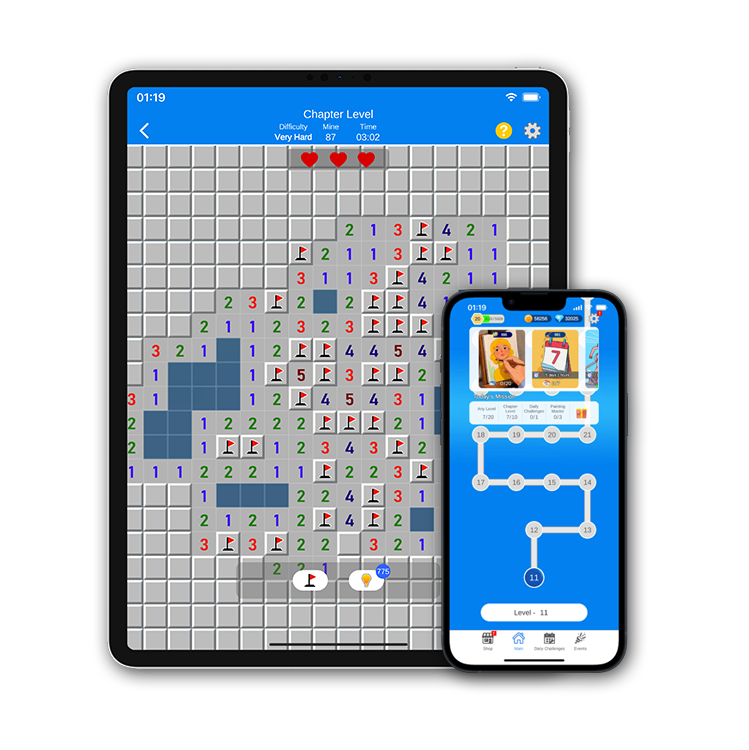 01:19
Chapter Level
Difficulty Mine Time
Very Hard 87 03:02
2 1 3 4 2 1
2 1 1 3 1 1
3 1 1 3 4 2 1
2 3 2 2 4
2 1 1 2 3 2 3
3 2 1 1 2 4 4 5 4
1 1 5 3 2
3 1 1 2 4 5 4 3 1
2 2 2 2 2 2
2 1 1 2 3 4 3
1 1 1 2 2 2 1 1 2 2 3
1 2 2 4 3 1
2 1 2 1 2 4 2
3 3 2 2 3 2 1
2 2 1
775
01:19
20
56256
32025
7
0/20
Today's Mission
Any Level
Chapter Level
Daily Challenges
Painting Master
7/20 7/10 0/1 0/3
18 19 20 21
17 16 15 14
12 13
11
Level - 11
Shop Main Daily Challenges Events